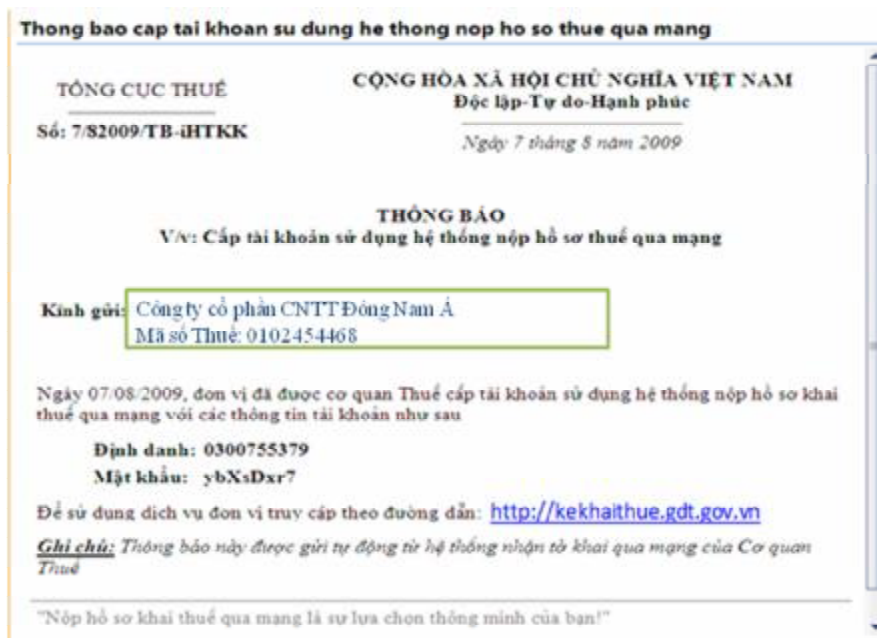 Thong bao cap tai khoan su dung he thong nop ho so thue qua mang
TỔNG CỤC THUẾ
CỘNG HÒA XÃ HỘI CHỦ NGHĨA VIỆT NAM
Độc lập-Tự do-Hạnh phúc
Số: 7/82009/TB-iHTKK
Ngày 7 tháng 8 năm 2009
THÔNG BÁO
V/v: Cấp tài khoản sử dụng hệ thống nộp hồ sơ thuế qua mạng
Kính gửi: Công ty cổ phần CNTT Đông Nam Á
Mã số Thuế: 0102454468
Ngày 07/08/2009, đơn vị đã được cơ quan Thuế cấp tài khoản sử dụng hệ thống nộp hồ sơ khai
thuế qua mạng với các thông tin tài khoản như sau
Định danh: 0300755379
Mật khẩu: ybXsDxr7
Để sử dụng dịch vụ đơn vị truy cập theo đường dẫn: http://kekhaithue.gdt.gov.vn
Ghi chú: Thông báo này được gửi tự động từ hệ thống nhận tờ khai qua mạng của Cơ quan
Thuế
"Nộp hồ sơ khai thuế qua mạng là sự lựa chọn thông minh của bạn!"